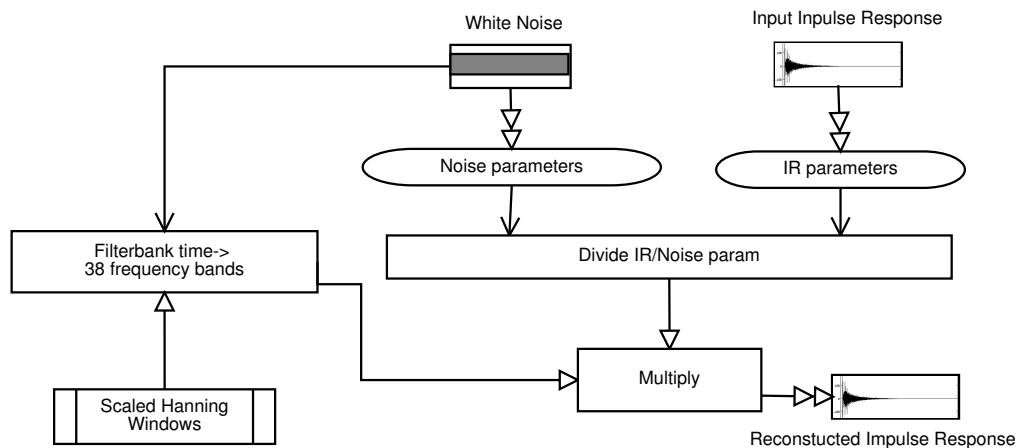 White Noise
Input Inpulse Response
Noise parameters
IR parameters
Filterbank time->
38 frequency bands
Divide IR/Noise param
Scaled Hanning
Windows
Multiply
Reconstucted Impulse Response